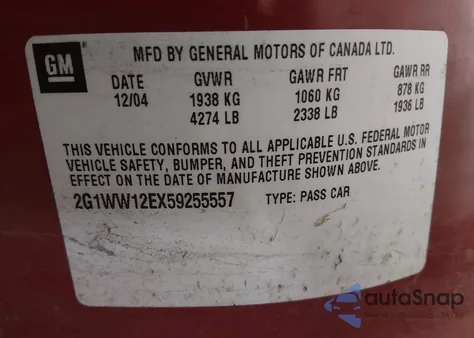 GM
MFD BY GENERAL MOTORS OF CANADA LTD.
DATE GVWR GAWR FRT GAWR RR
12/04 1938 KG 1060 KG 878 KG
4274 LB 2338 LB 1936 LB
THIS VEHICLE CONFORMS TO ALL APPLICABLE U.S. FEDERAL MOTOR
VEHICLE SAFETY, BUMPER, AND THEFT PREVENTION STANDARDS IN
EFFECT ON THE DATE OF MANUFACTURE SHOWN ABOVE.
2G1WW12EX59255557 TYPE: PASS CAR
autaSnap